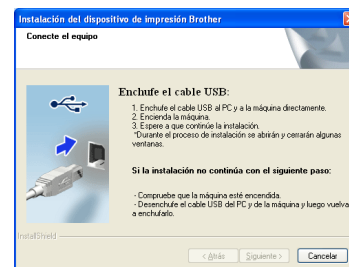 Instalación del dispositivo de impresión Brother
Conecte el equipo
Enchufe el cable USB:
1. Enchufe el cable USB al PC y a la máquina directamente.
2. Encienda la máquina.
3. Espere a que continúe la instalación.
*Durante el proceso de instalación se abrirán y cerrarán algunas
ventanas.
Si la instalación no continúa con el siguiente paso:
- Compruebe que la máquina esté encendida.
- Desenchufe el cable USB del PC y de la máquina y luego vuelva
a enchufarlo.
InstallShield
< Atrás Siguiente > Cancelar